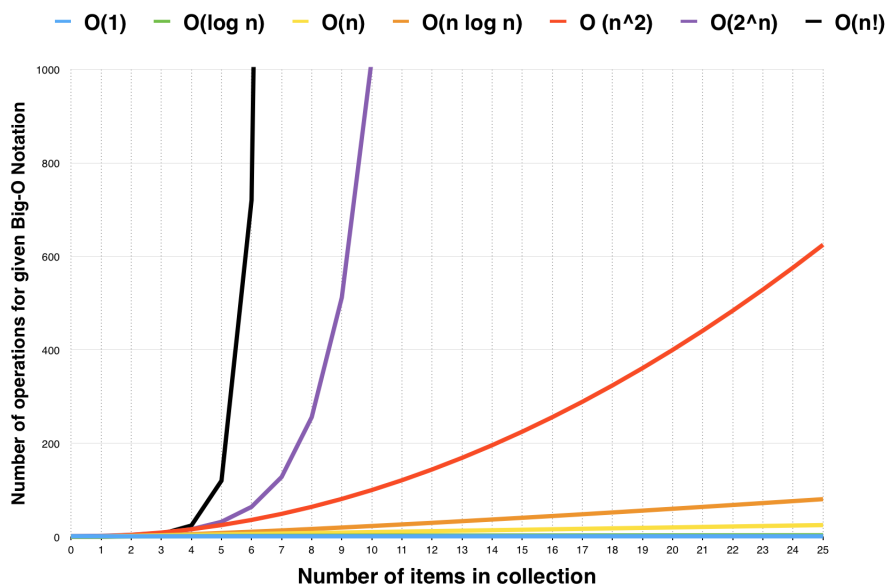 O(1) O(log n) O(n) O(n log n) O (n^2) O(2^n) O(n!)
Number of operations for given Big-O Notation
1000
800
600
400
200
0
0 1 2 3 4 5 6 7 8 9 10 11 12 13 14 15 16 17 18 19 20 21 22 23 24 25
Number of items in collection